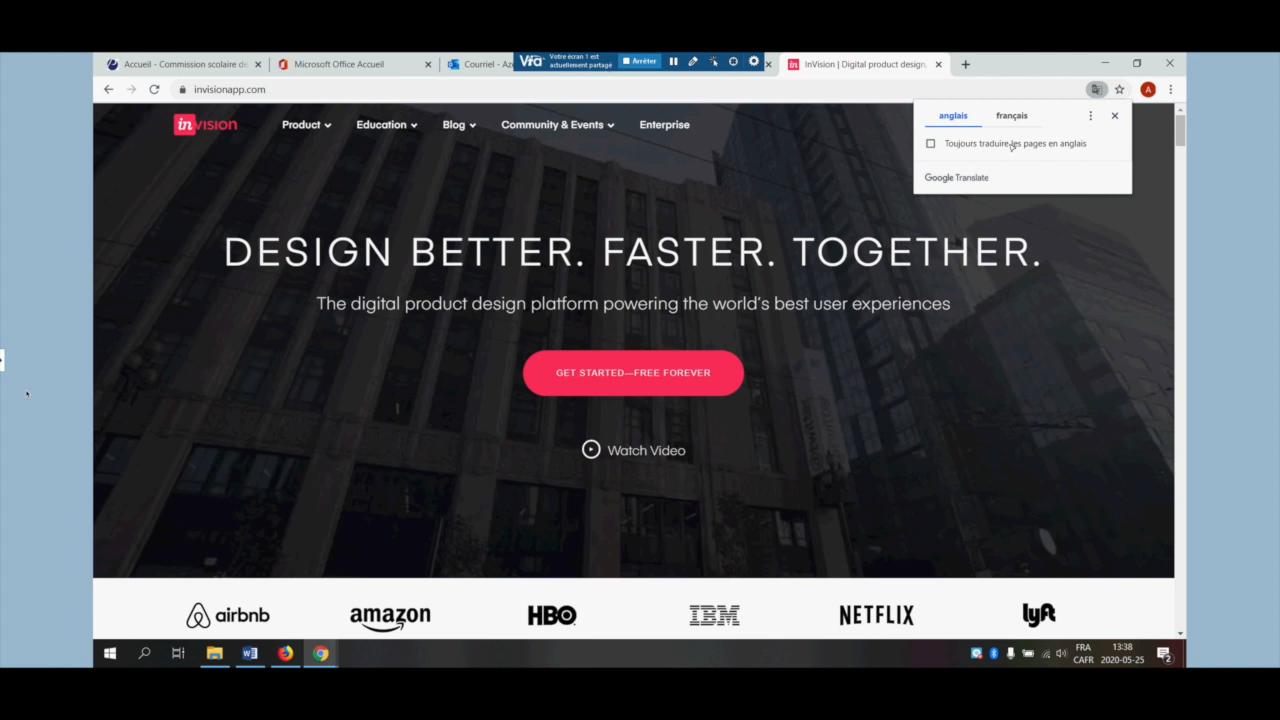 Accueil - Commission scolaire de
Microsoft Office Accueil
Courriel - Az
Via
Votre écran 1 est
actuellement partagé
Arrêter
InVision | Digital product design,
invisionapp.com
A
anglais
français
Toujours traduire les pages en anglais
Google Translate
inVISION
Product
Education
Blog
Community & Events
Enterprise
DESIGN BETTER. FASTER. TOGETHER.
The digital product design platform powering the world's best user experiences
GET STARTED—FREE FOREVER
Watch Video
airbnb
amazon
HBO
IBM
NETFLIX
lyft
FRA
CAFR
13:38
2020-05-25
2